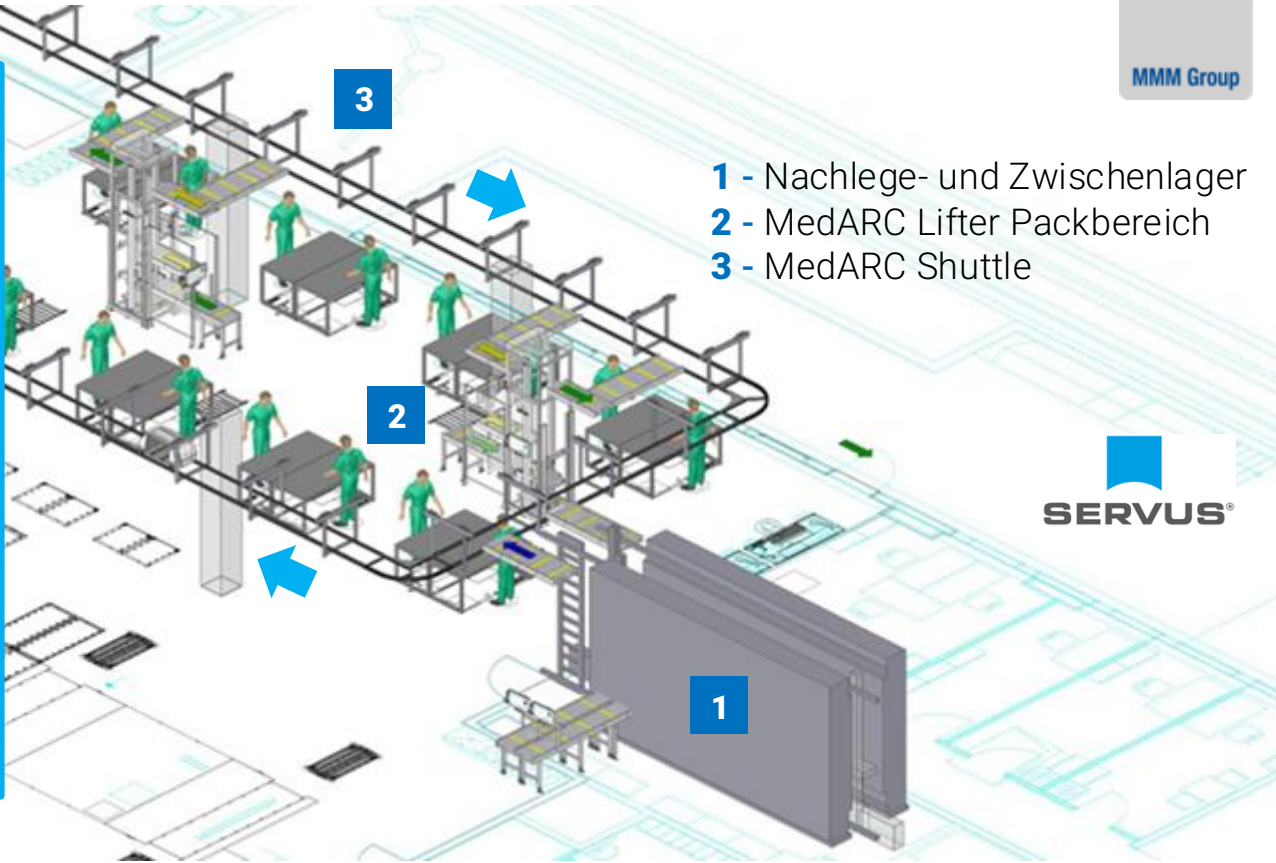 MMM Group
3
1 - Nachlege- und Zwischenlager
2 - MedARC Lifter Packbereich
3 - MedARC Shuttle
2
SERVUS®
1